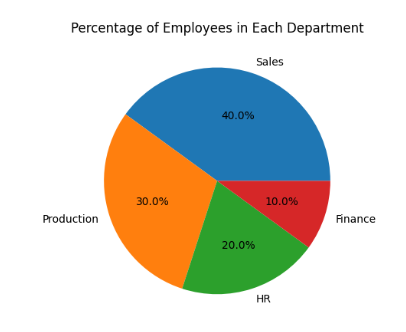 Percentage of Employees in Each Department
Sales
40.0%
Production
30.0%
10.0%
Finance
20.0%
HR